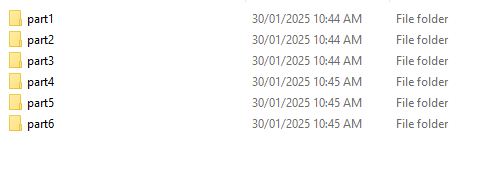 part1 30/01/2025 10:44 AM File folder
part2 30/01/2025 10:44 AM File folder
part3 30/01/2025 10:44 AM File folder
part4 30/01/2025 10:45 AM File folder
part5 30/01/2025 10:45 AM File folder
part6 30/01/2025 10:45 AM File folder